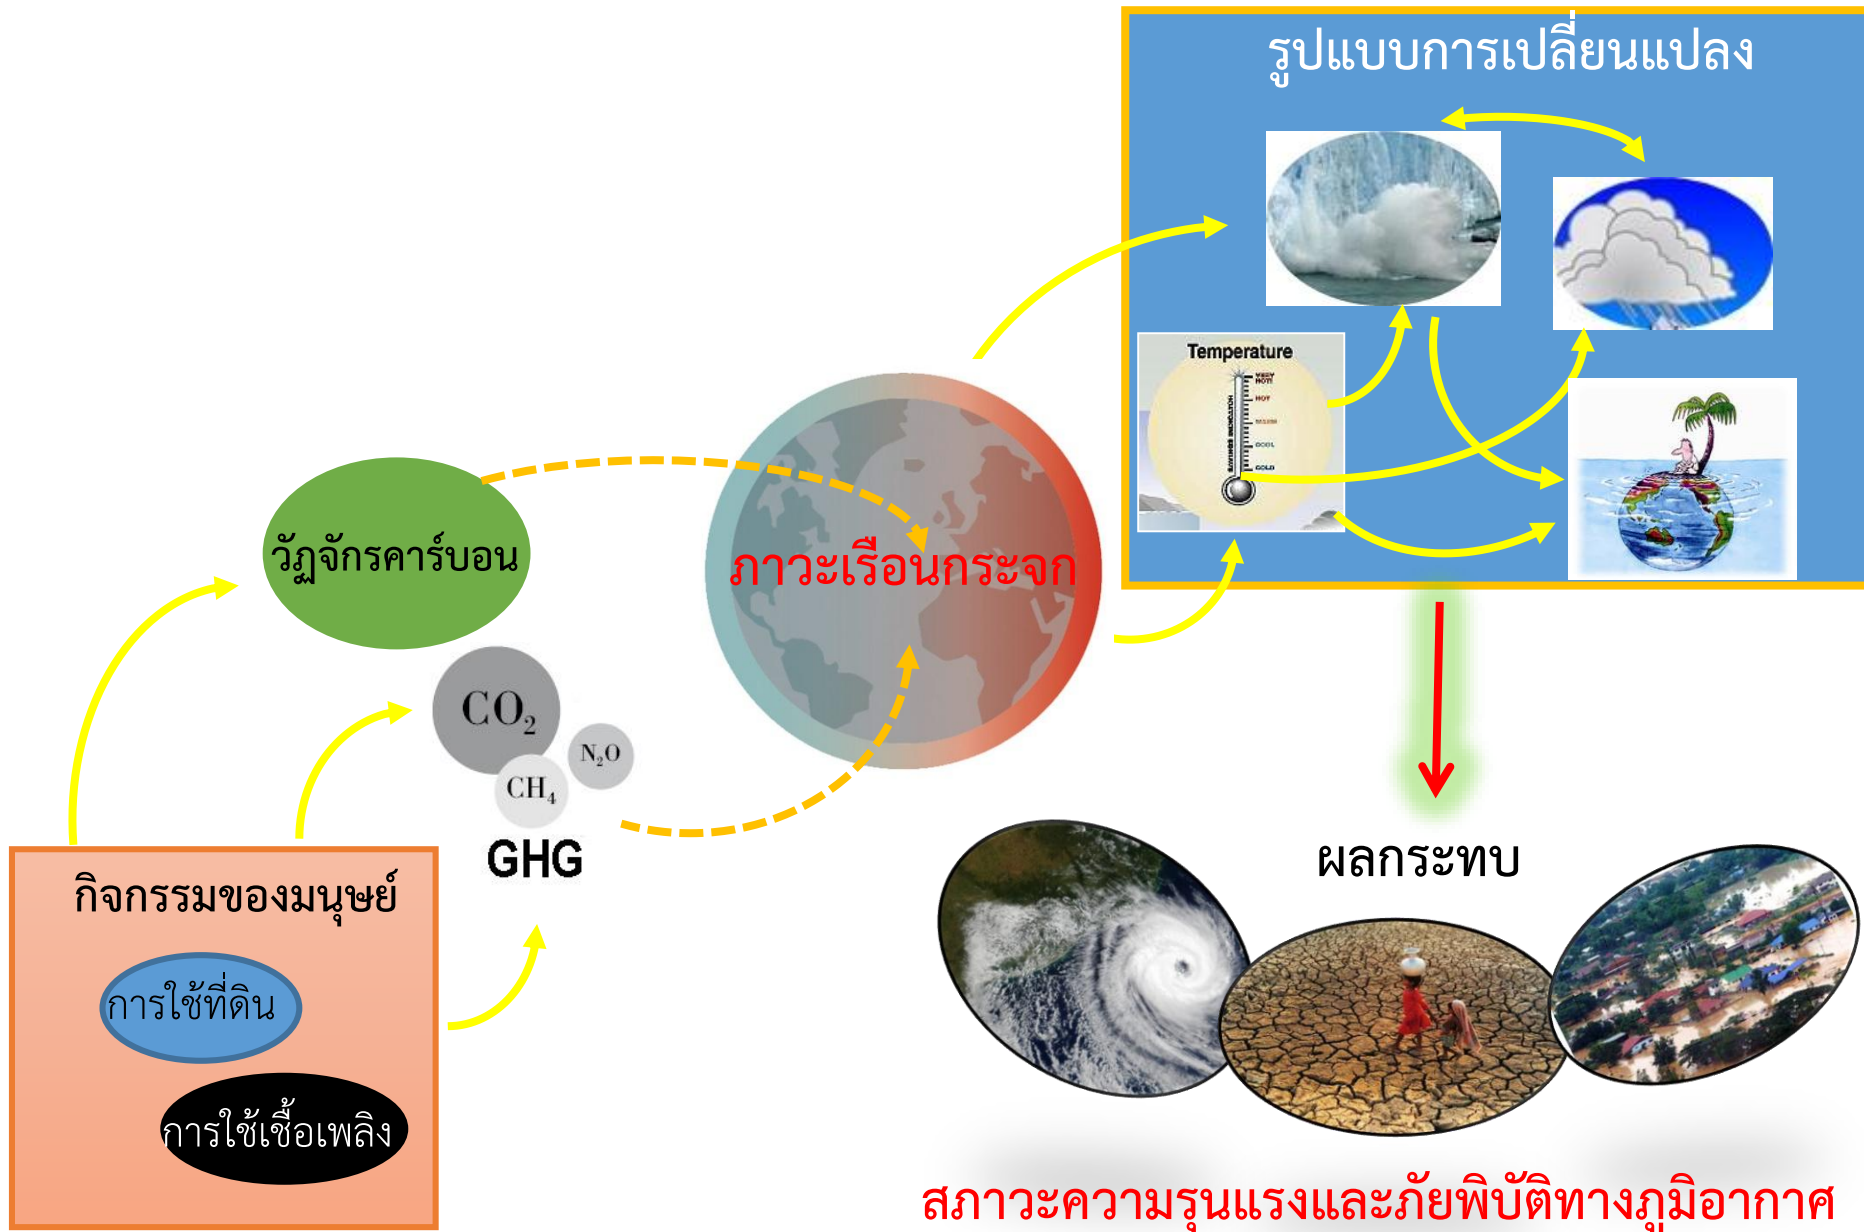 รูปแบบการเปลี่ยนแปลง
Temperature
VERY
HOT!
HOT
COOL
COLD
วัฏจักรคาร์บอน
ภาวะเรือนกระจก
CO₂
N₂O
CH₄
GHG
กิจกรรมของมนุษย์
การใช้ที่ดิน
การใช้เชื้อเพลิง
ผลกระทบ
สภาวะความรุนแรงและภัยพิบัติทางภูมิอากาศ